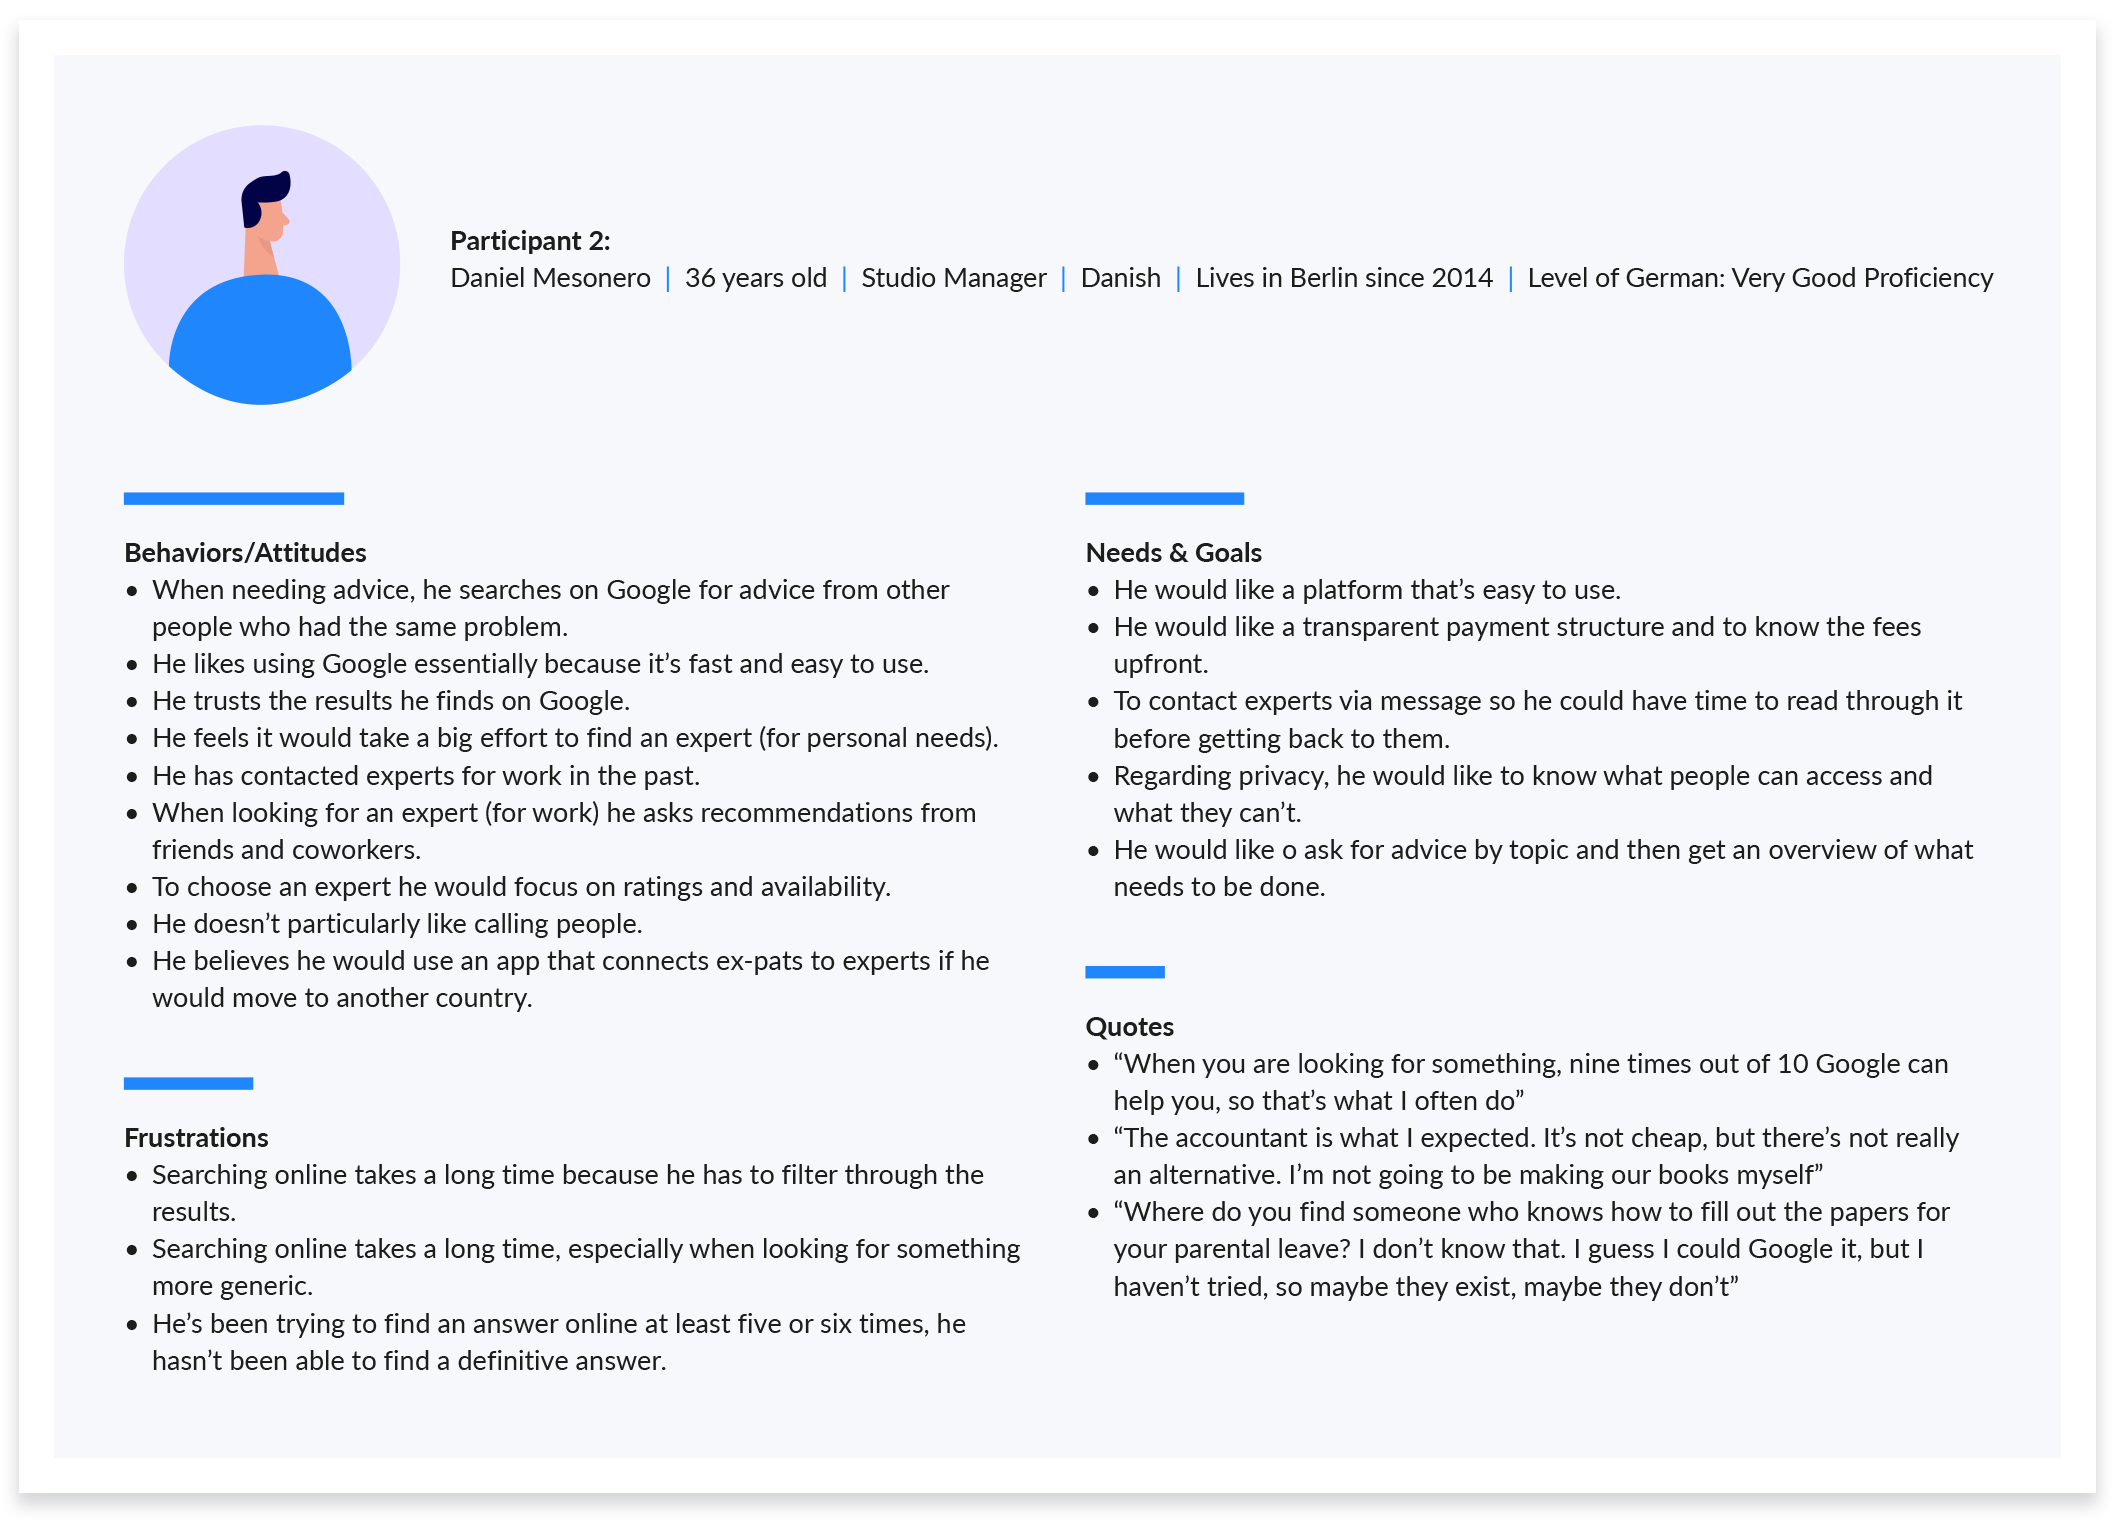 Participant 2:
Daniel Mesonero | 36 years old | Studio Manager | Danish | Lives in Berlin since 2014 | Level of German: Very Good Proficiency
Behaviors/Attitudes
• When needing advice, he searches on Google for advice from other
people who had the same problem.
• He likes using Google essentially because it’s fast and easy to use.
• He trusts the results he finds on Google.
• He feels it would take a big effort to find an expert (for personal needs).
• He has contacted experts for work in the past.
• When looking for an expert (for work) he asks recommendations from
friends and coworkers.
• To choose an expert he would focus on ratings and availability.
• He doesn’t particularly like calling people.
• He believes he would use an app that connects ex-pats to experts if he
would move to another country.
Frustrations
• Searching online takes a long time because he has to filter through the
results.
• Searching online takes a long time, especially when looking for something
more generic.
• He’s been trying to find an answer online at least five or six times, he
hasn’t been able to find a definitive answer.
Needs & Goals
• He would like a platform that’s easy to use.
• He would like a transparent payment structure and to know the fees
upfront.
• To contact experts via message so he could have time to read through it
before getting back to them.
• Regarding privacy, he would like to know what people can access and
what they can’t.
• He would like o ask for advice by topic and then get an overview of what
needs to be done.
Quotes
• “When you are looking for something, nine times out of 10 Google can
help you, so that’s what I often do”
• “The accountant is what I expected. It’s not cheap, but there’s not really
an alternative. I’m not going to be making our books myself”
• “Where do you find someone who knows how to fill out the papers for
your parental leave? I don’t know that. I guess I could Google it, but I
haven’t tried, so maybe they exist, maybe they don’t”